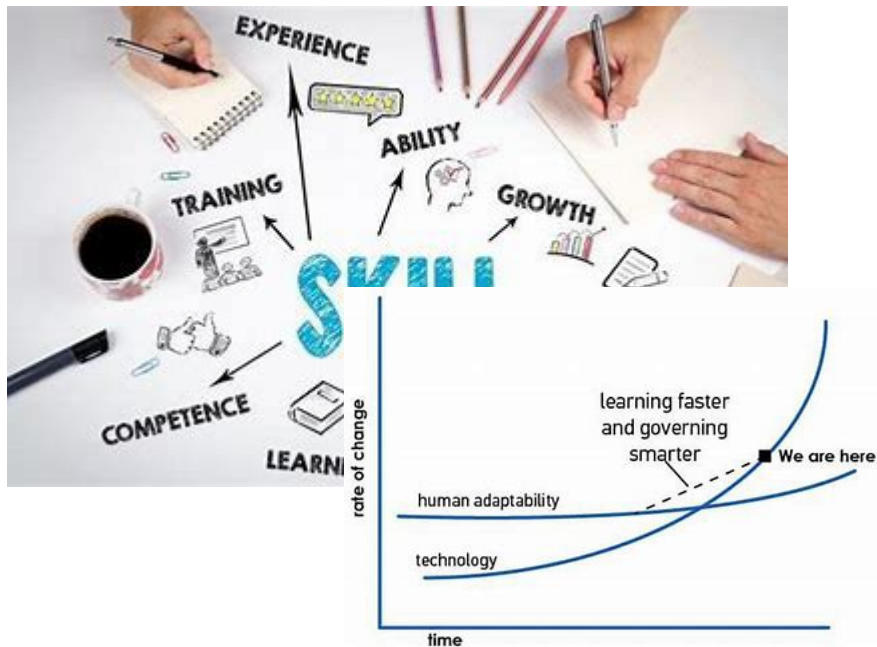 EXPERIENCE
ABILITY
TRAINING
GROWTH
COMPETENCE
rate of change
learning faster
and governing
smarter
We are here
human adaptability
technology
time